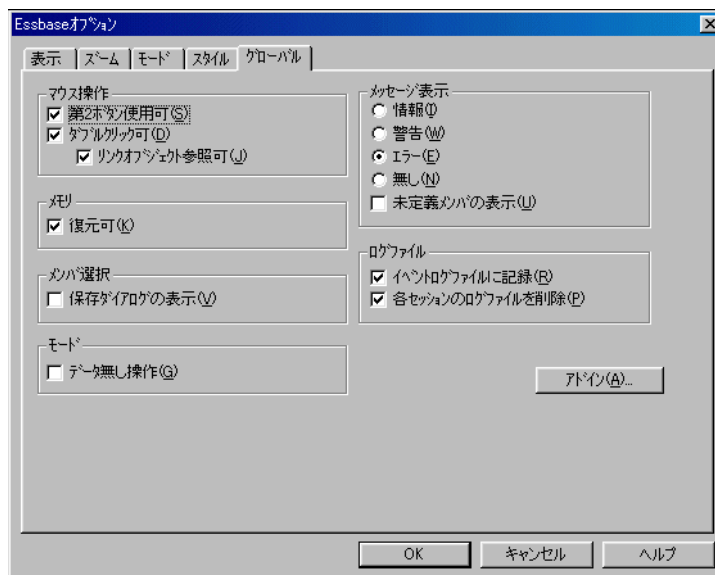 Essbaseｵﾌﾟｼｮﾝ
表示 ｽﾞｰﾑ ﾓｰﾄﾞ ｽﾀｲﾙ ｸﾞﾛｰﾊﾞﾙ
ﾏｳｽ操作
第2ﾎﾞﾀﾝ使用可(S)
ﾀﾞﾌﾞﾙｸﾘｯｸ可(D)
ﾘﾝｸｵﾌﾞｼﾞｪｸﾄ参照可(J)
ﾒﾓﾘ
復元可(K)
ﾒﾝﾊﾞ選択
保存ﾀﾞｲｱﾛｸﾞの表示(V)
ﾓｰﾄﾞ
ﾃﾞｰﾀ無し操作(G)
ﾒｯｾｰｼﾞ表示
情報(I)
警告(W)
ｴﾗｰ(E)
無し(N)
未定義ﾒﾝﾊﾞの表示(U)
ﾛｸﾞﾌｧｲﾙ
ｲﾍﾞﾝﾄﾛｸﾞﾌｧｲﾙに記録(R)
各ｾｯｼｮﾝのﾛｸﾞﾌｧｲﾙを削除(P)
ｱﾄﾞｲﾝ(A)...
OK キャンセル ヘルプ